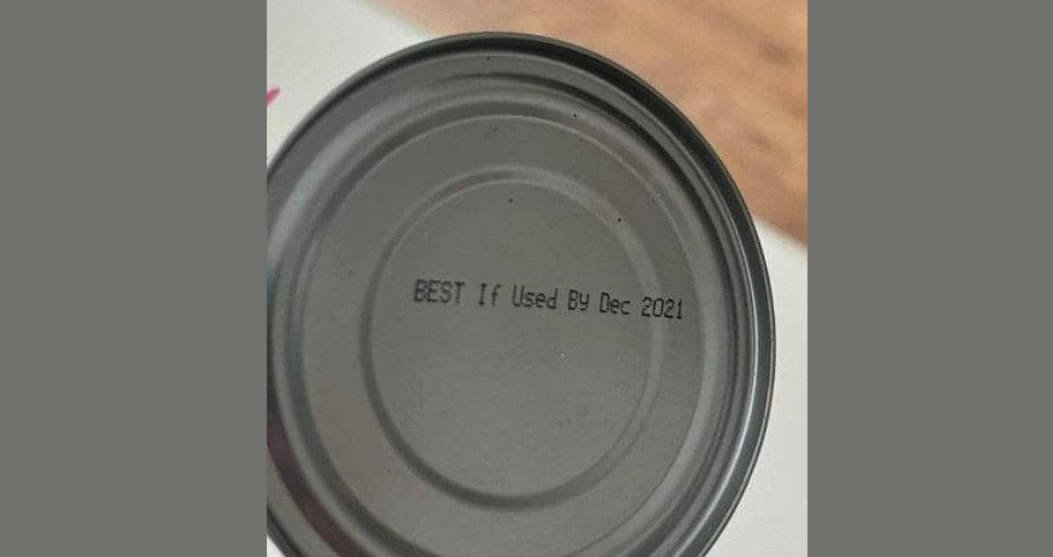 BEST If Used By Dec 2021